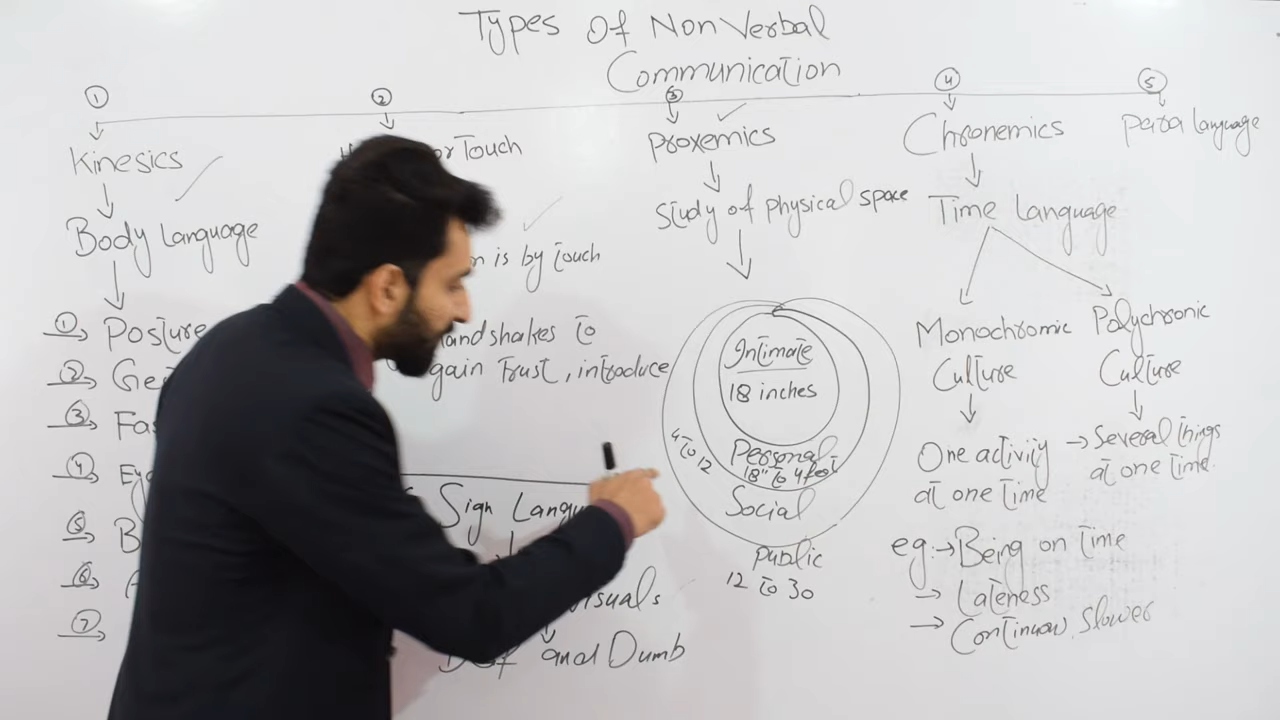 Types Of Non Verbal
Communication
① ② ③ ④ ⑤
Kinesics
Body Language
① Posture
②
③
④
⑤
⑥
⑦
or Touch
is by touch
handshakes to
gain Trust, introduce
Sign
visuals
and Dumb
Proxemics
Study of physical space
Intimate
18 inches
Personal
18" to 4 feet
4 to 12
Social
Public
12 to 30
Chronemics
Time Language
Monochromic
Culture
One activity
at one time
Polychronic
Culture
→ Several things
at one time.
eg:→ Being on Time
→ Lateness
→ Continuow. Slower
Para language